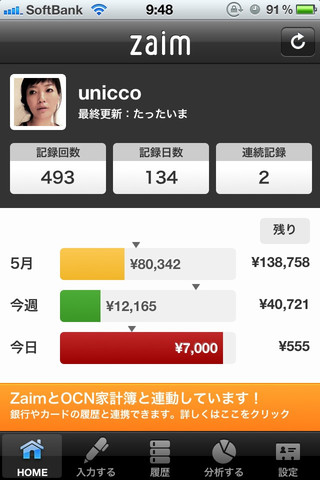 SoftBank 9:48 91%
zaim
unicco
最終更新：たったいま
記録回数 記録日数 連続記録
493 134 2
残り
5月 ¥80,342 ¥138,758
今週 ¥12,165 ¥40,721
今日 ¥7,000 ¥555
ZaimとOCN家計簿と連動しています！
銀行やカードの履歴と連携できます。詳しくはここをクリック
HOME 入力する 履歴 分析する 設定